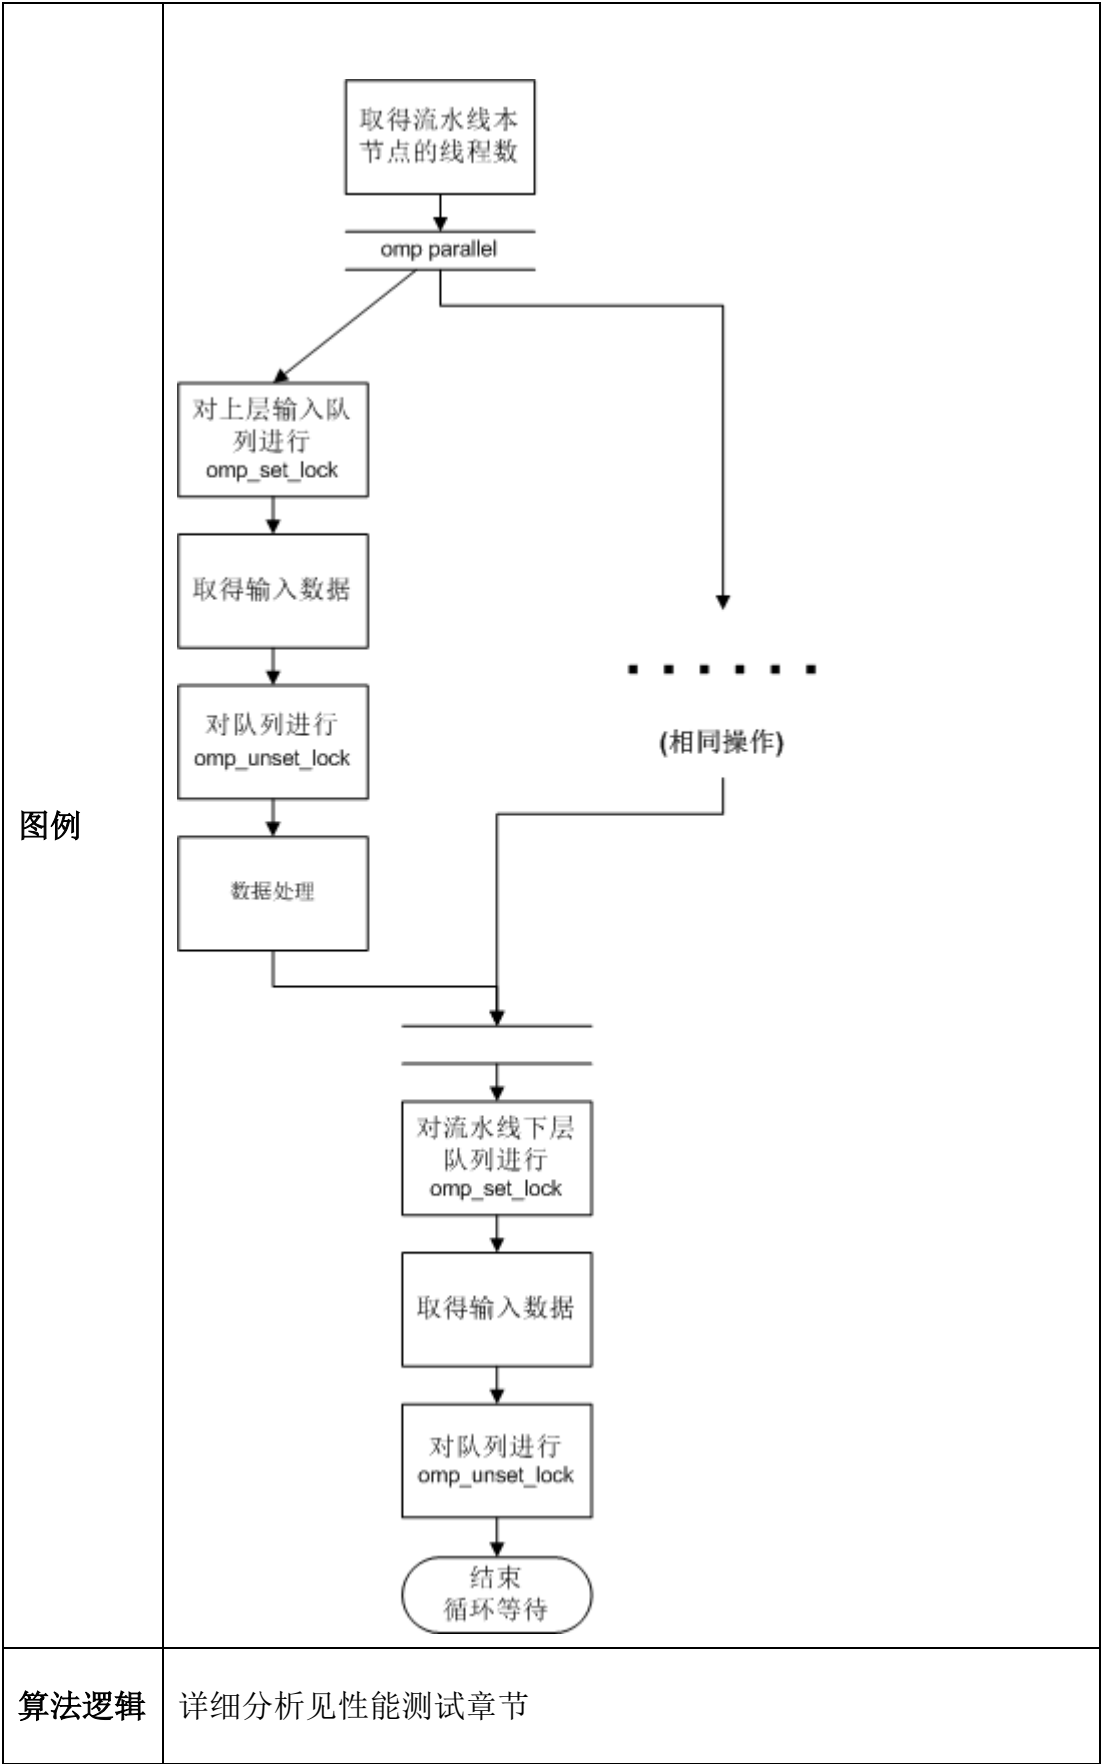 取得流水线本
节点的线程数
omp parallel
对上层输入队
列进行
omp_set_lock
取得输入数据
对队列进行
omp_unset_lock
数据处理
······
(相同操作)
图例
对流水线下层
队列进行
omp_set_lock
取得输入数据
对队列进行
omp_unset_lock
结束
循环等待
算法逻辑
详细分析见性能测试章节